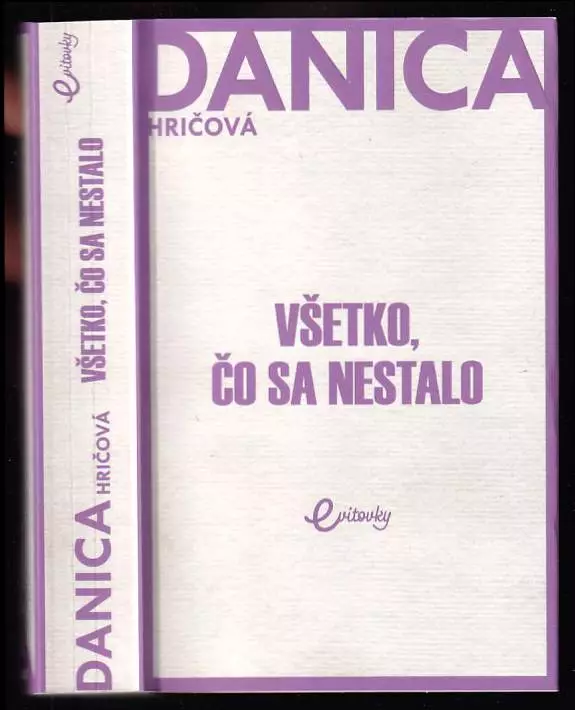 evitovky
VŠETKO, ČO SA NESTALO
DANICA HRIČOVÁ
DANICA
HRIČOVÁ
VŠETKO,
ČO SA NESTALO
evitovky